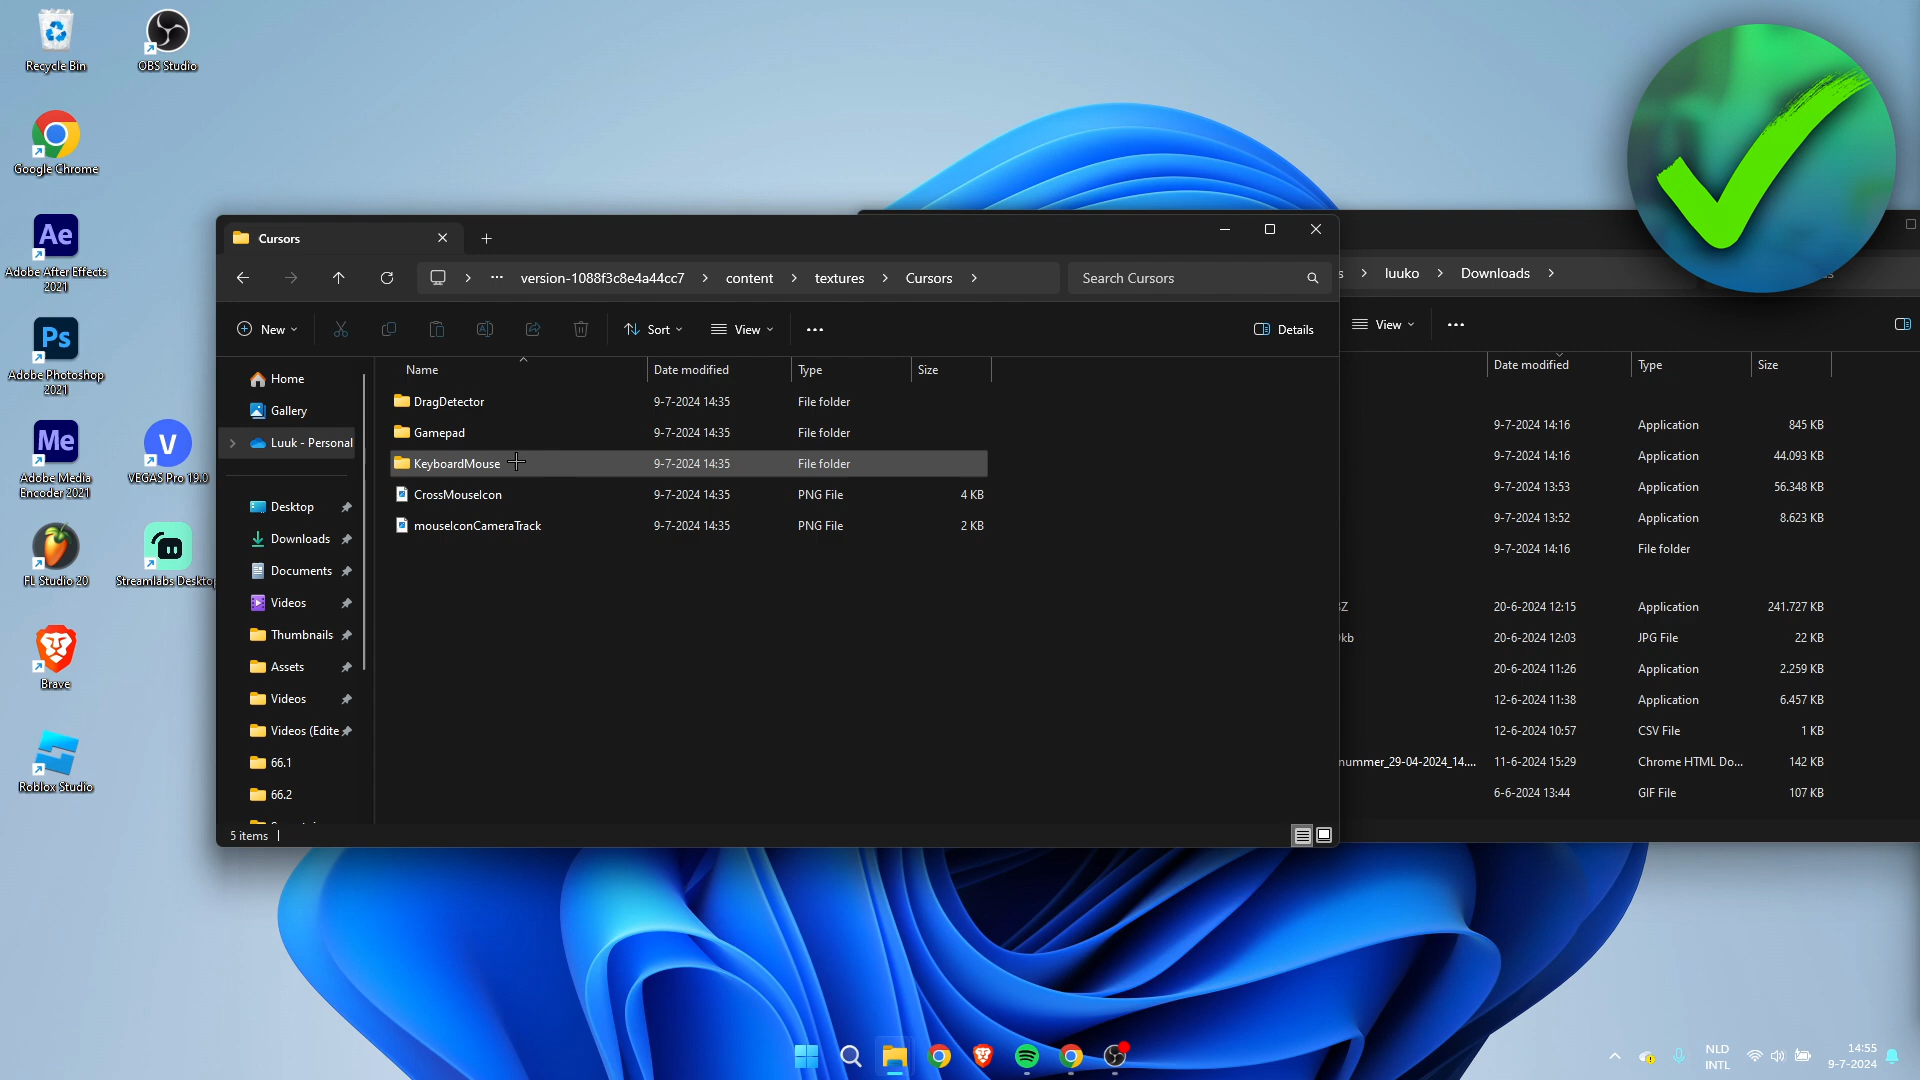 Recycle Bin
OBS Studio
Google Chrome
Ae
Adobe After Effects
2021
Ps
Adobe Photoshop
2021
Me
Adobe Media
Encoder 2021
V
VEGAS Pro 19.0
FL Studio 20
Streamlabs Desktop
Brave
Roblox Studio
Cursors
version-1088f3c8e4a44cc7 > content > textures > Cursors >
Search Cursors
New
Sort
View
Details
Home
Gallery
Luuk - Personal
Desktop
Downloads
Documents
Videos
Thumbnails
Assets
Videos
Videos (Edite
66.1
66.2
Name Date modified Type Size
DragDetector 9-7-2024 14:35 File folder
Gamepad 9-7-2024 14:35 File folder
KeyboardMouse 9-7-2024 14:35 File folder
CrossMouseIcon 9-7-2024 14:35 PNG File 4 KB
mouseIconCameraTrack 9-7-2024 14:35 PNG File 2 KB
5 items
s > luuko > Downloads >
View
Date modified Type Size
9-7-2024 14:16 Application 845 KB
9-7-2024 14:16 Application 44.093 KB
9-7-2024 13:53 Application 56.348 KB
9-7-2024 13:52 Application 8.623 KB
9-7-2024 14:16 File folder
Z 20-6-2024 12:15 Application 241.727 KB
kb 20-6-2024 12:03 JPG File 22 KB
20-6-2024 11:26 Application 2.259 KB
12-6-2024 11:38 Application 6.457 KB
12-6-2024 10:57 CSV File 1 KB
nummer_29-04-2024_14.... 11-6-2024 15:29 Chrome HTML Do... 142 KB
6-6-2024 13:44 GIF File 107 KB
NLD
INTL
14:55
9-7-2024